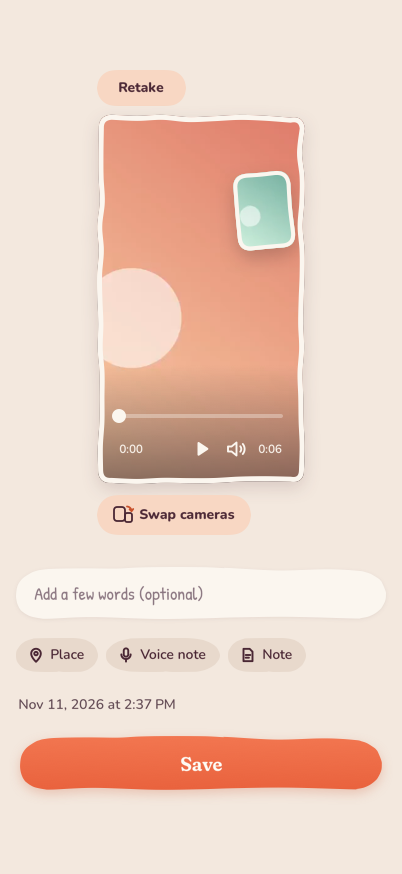 Retake
0:00 0:06
Swap cameras
Add a few words (optional)
Place Voice note Note
Nov 11, 2026 at 2:37 PM
Save